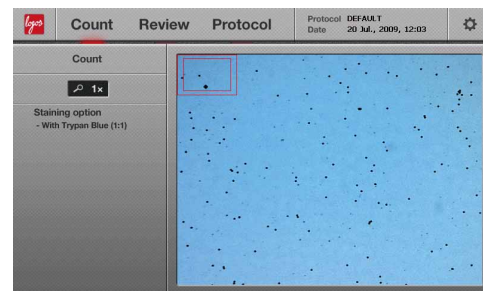 logos
Count Review Protocol
Protocol DEFAULT
Date 20 Jul., 2009, 12:03
Count
1x
Staining option
- With Trypan Blue (1:1)